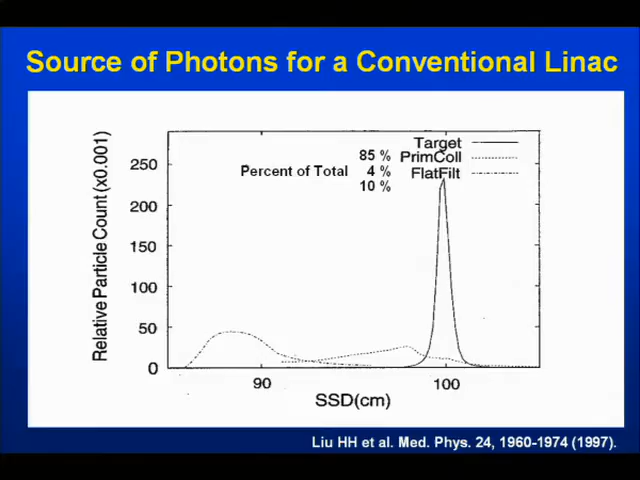 Source of Photons for a Conventional Linac
Relative Particle Count (x0.001)
250
200
150
100
50
0
Percent of Total
85 %
4 %
10 %
Target
PrimColl
FlatFilt
90
100
SSD(cm)
Liu HH et al. Med. Phys. 24, 1960-1974 (1997).